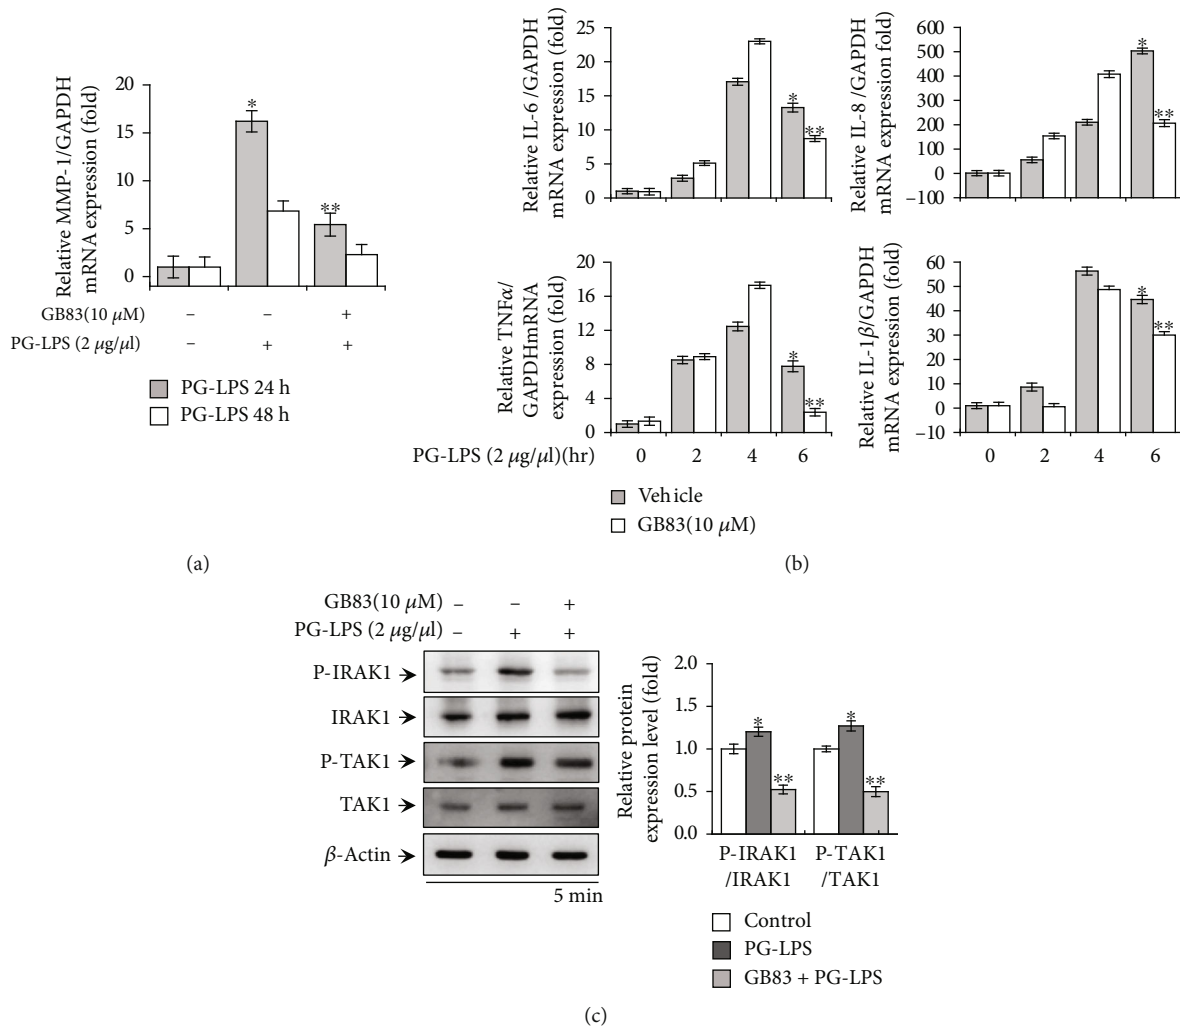 Relative MMP-1/GAPDH
mRNA expression (fold)
20
15
10
5
0
*
**
GB83(10 μM) – – +
PG-LPS (2 μg/μl) – + +
PG-LPS 24 h
PG-LPS 48 h
(a)
Relative IL-6 /GAPDH
mRNA expression (fold)
25
20
15
10
5
0
*
**
Relative IL-8 /GAPDH
mRNA expression fold)
600
500
400
300
200
100
0
–100
*
**
Relative TNFα/
GAPDHmRNA
expression (fold)
20
16
12
8
4
0
*
**
Relative IL-1β/GAPDH
mRNA expression (fold)
60
50
40
30
20
10
0
–10
*
**
PG-LPS (2 μg/μl)(hr) 0 2 4 6 0 2 4 6
Vehicle
GB83(10 μM)
(b)
GB83(10 μM) – – +
PG-LPS (2 μg/μl) – + +
P-IRAK1
IRAK1
P-TAK1
TAK1
β-Actin
5 min
Relative protein
expression level (fold)
2.0
1.5
1.0
0.5
0.0
*
**
*
**
P-IRAK1 P-TAK1
/IRAK1 /TAK1
Control
PG-LPS
GB83 + PG-LPS
(c)